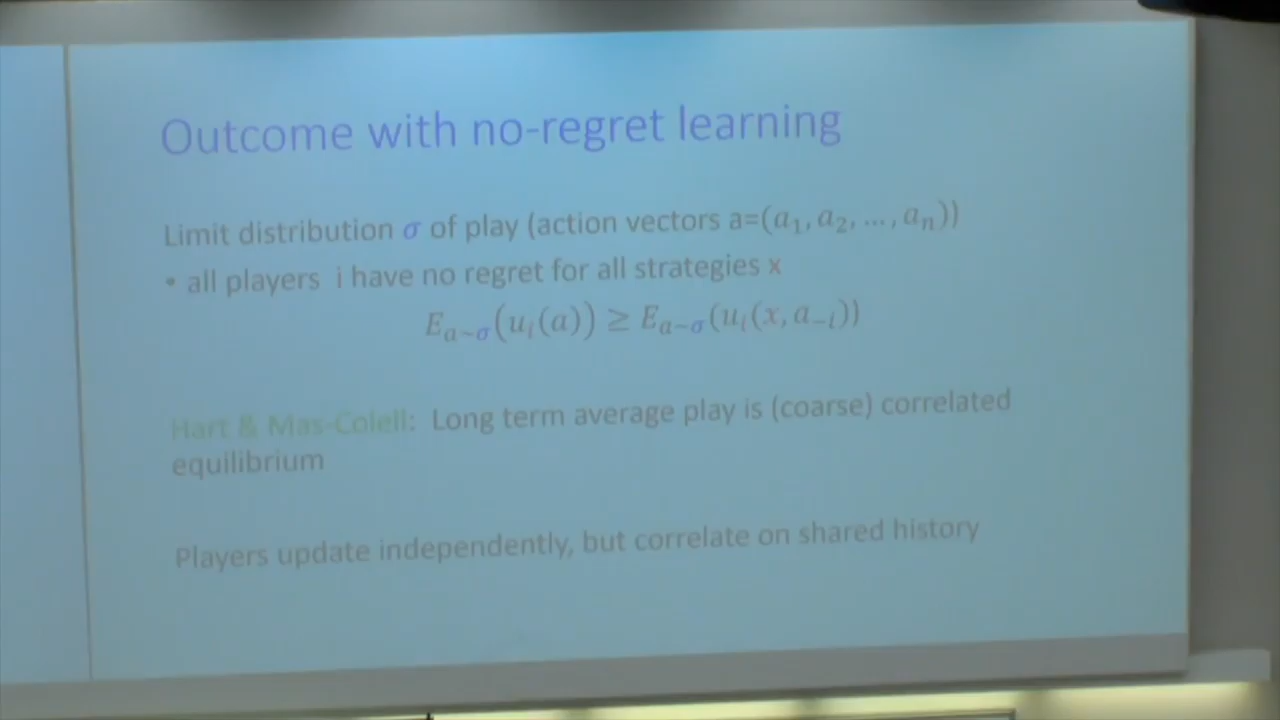 Outcome with no-regret learning
Limit distribution σ of play (action vectors a=(a₁, a₂, …, aₙ))
• all players i have no regret for all strategies x
E_{a~σ}(u_i(a)) ≥ E_{a~σ}(u_i(x, a_{-i}))
Hart & Mas-Colell: Long term average play is (coarse) correlated
equilibrium
Players update independently, but correlate on shared history